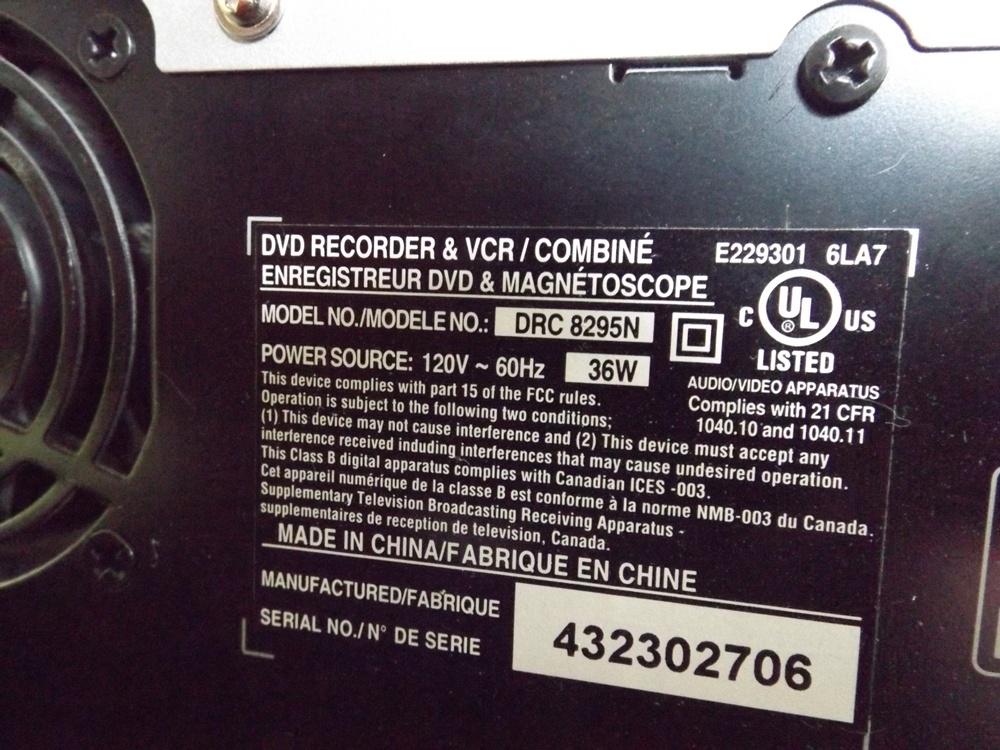 DVD RECORDER & VCR / COMBINÉ
ENREGISTREUR DVD & MAGNÉTOSCOPE
E229301 6LA7
MODEL NO./MODELE NO.: DRC 8295N
C UL ® US
LISTED
POWER SOURCE: 120V ~ 60Hz 36W
AUDIO/VIDEO APPARATUS
Complies with 21 CFR
1040.10 and 1040.11
This device complies with part 15 of the FCC rules.
Operation is subject to the following two conditions;
(1) This device may not cause interference and (2) This device must accept any
interference received induding interferences that may cause undesired operation.
This Class B digital apparatus complies with Canadian ICES -003.
Cet appareil numérique de la classe B est conforme à la norme NMB-003 du Canada.
Supplementary Television Broadcasting Receiving Apparatus -
supplementaires de reception de television, Canada.
MADE IN CHINA/FABRIQUE EN CHINE
MANUFACTURED/FABRIQUE
SERIAL NO./N° DE SERIE
432302706